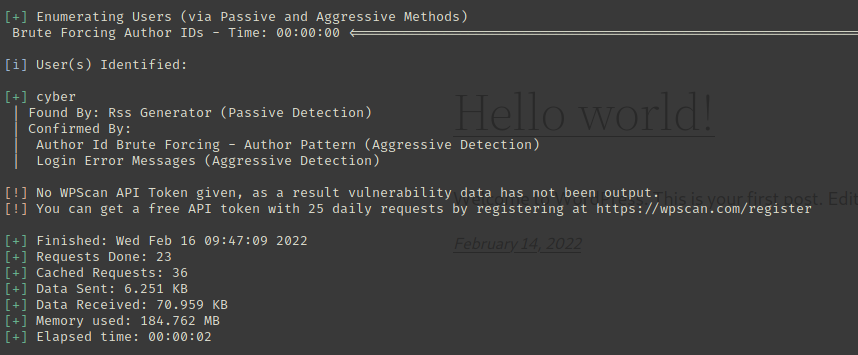 [+] Enumerating Users (via Passive and Aggressive Methods)
Brute Forcing Author IDs - Time: 00:00:00 <==============================================================
[i] User(s) Identified:
[+] cyber
| Found By: Rss Generator (Passive Detection)
| Confirmed By:
|  Author Id Brute Forcing - Author Pattern (Aggressive Detection)
|  Login Error Messages (Aggressive Detection)
Hello world!
[!] No WPScan API Token given, as a result vulnerability data has not been output.
Welcome to WordPress. This is your first post. Edit
[!] You can get a free API token with 25 daily requests by registering at https://wpscan.com/register
[+] Finished: Wed Feb 16 09:47:09 2022
February 14, 2022
[+] Requests Done: 23
[+] Cached Requests: 36
[+] Data Sent: 6.251 KB
[+] Data Received: 70.959 KB
[+] Memory used: 184.762 MB
[+] Elapsed time: 00:00:02